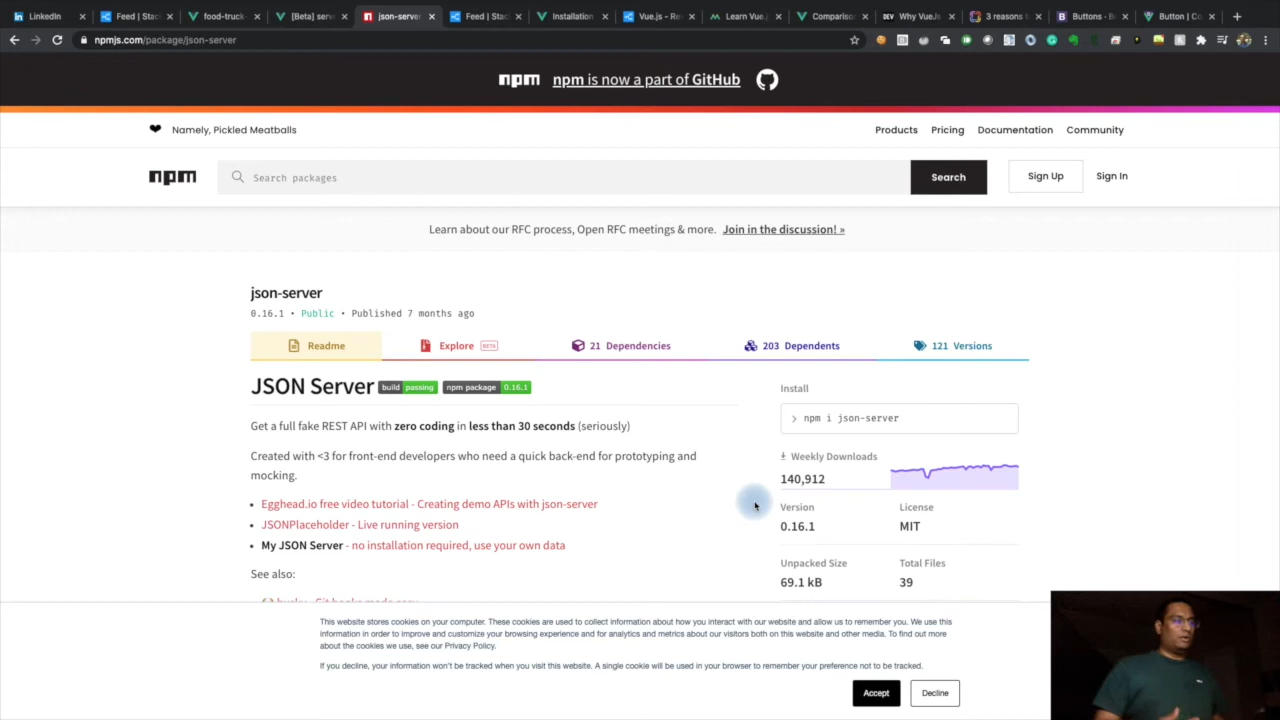 LinkedIn
Feed | Stac
food-truck-
[Beta] serv
json-server
Feed | Stac
Installation
Vue.js - Re
Learn Vue.j
Comparisor
DEV Why VueJs
3 reasons t
Buttons - B
Button | Co
npmjs.com/package/json-server
npm npm is now a part of GitHub
Namely, Pickled Meatballs
Products Pricing Documentation Community
npm Search packages Search Sign Up Sign In
Learn about our RFC process, Open RFC meetings & more. Join in the discussion! »
json-server
0.16.1 • Public • Published 7 months ago
Readme Explore BETA 21 Dependencies 203 Dependents 121 Versions
JSON Server build passing npm package 0.16.1
Get a full fake REST API with zero coding in less than 30 seconds (seriously)
Created with <3 for front-end developers who need a quick back-end for prototyping and
mocking.
• Egghead.io free video tutorial - Creating demo APIs with json-server
• JSONPlaceholder - Live running version
• My JSON Server - no installation required, use your own data
See also:
Install
> npm i json-server
Weekly Downloads
140,912
Version License
0.16.1 MIT
Unpacked Size Total Files
69.1 kB 39
This website stores cookies on your computer. These cookies are used to collect information about how you interact with our website and allow us to remember you. We use this
information in order to improve and customize your browsing experience and for analytics and metrics about our visitors both on this website and other media. To find out more
about the cookies we use, see our Privacy Policy.
If you decline, your information won't be tracked when you visit this website. A single cookie will be used in your browser to remember your preference not to be tracked.
Accept Decline